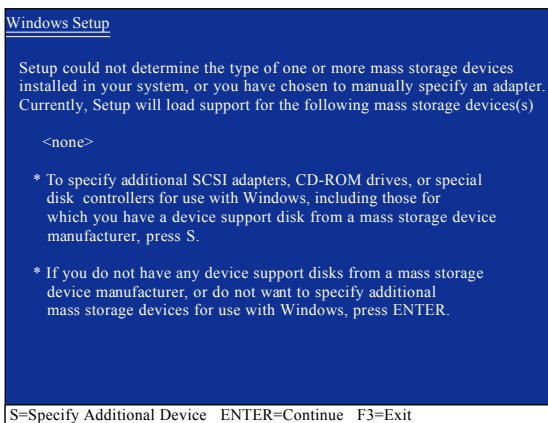 Windows Setup
Setup could not determine the type of one or more mass storage devices
installed in your system, or you have chosen to manually specify an adapter.
Currently, Setup will load support for the following mass storage devices(s)
<none>
* To specify additional SCSI adapters, CD-ROM drives, or special
disk controllers for use with Windows, including those for
which you have a device support disk from a mass storage device
manufacturer, press S.
* If you do not have any device support disks from a mass storage
device manufacturer, or do not want to specify additional
mass storage devices for use with Windows, press ENTER.
S=Specify Additional Device ENTER=Continue F3=Exit